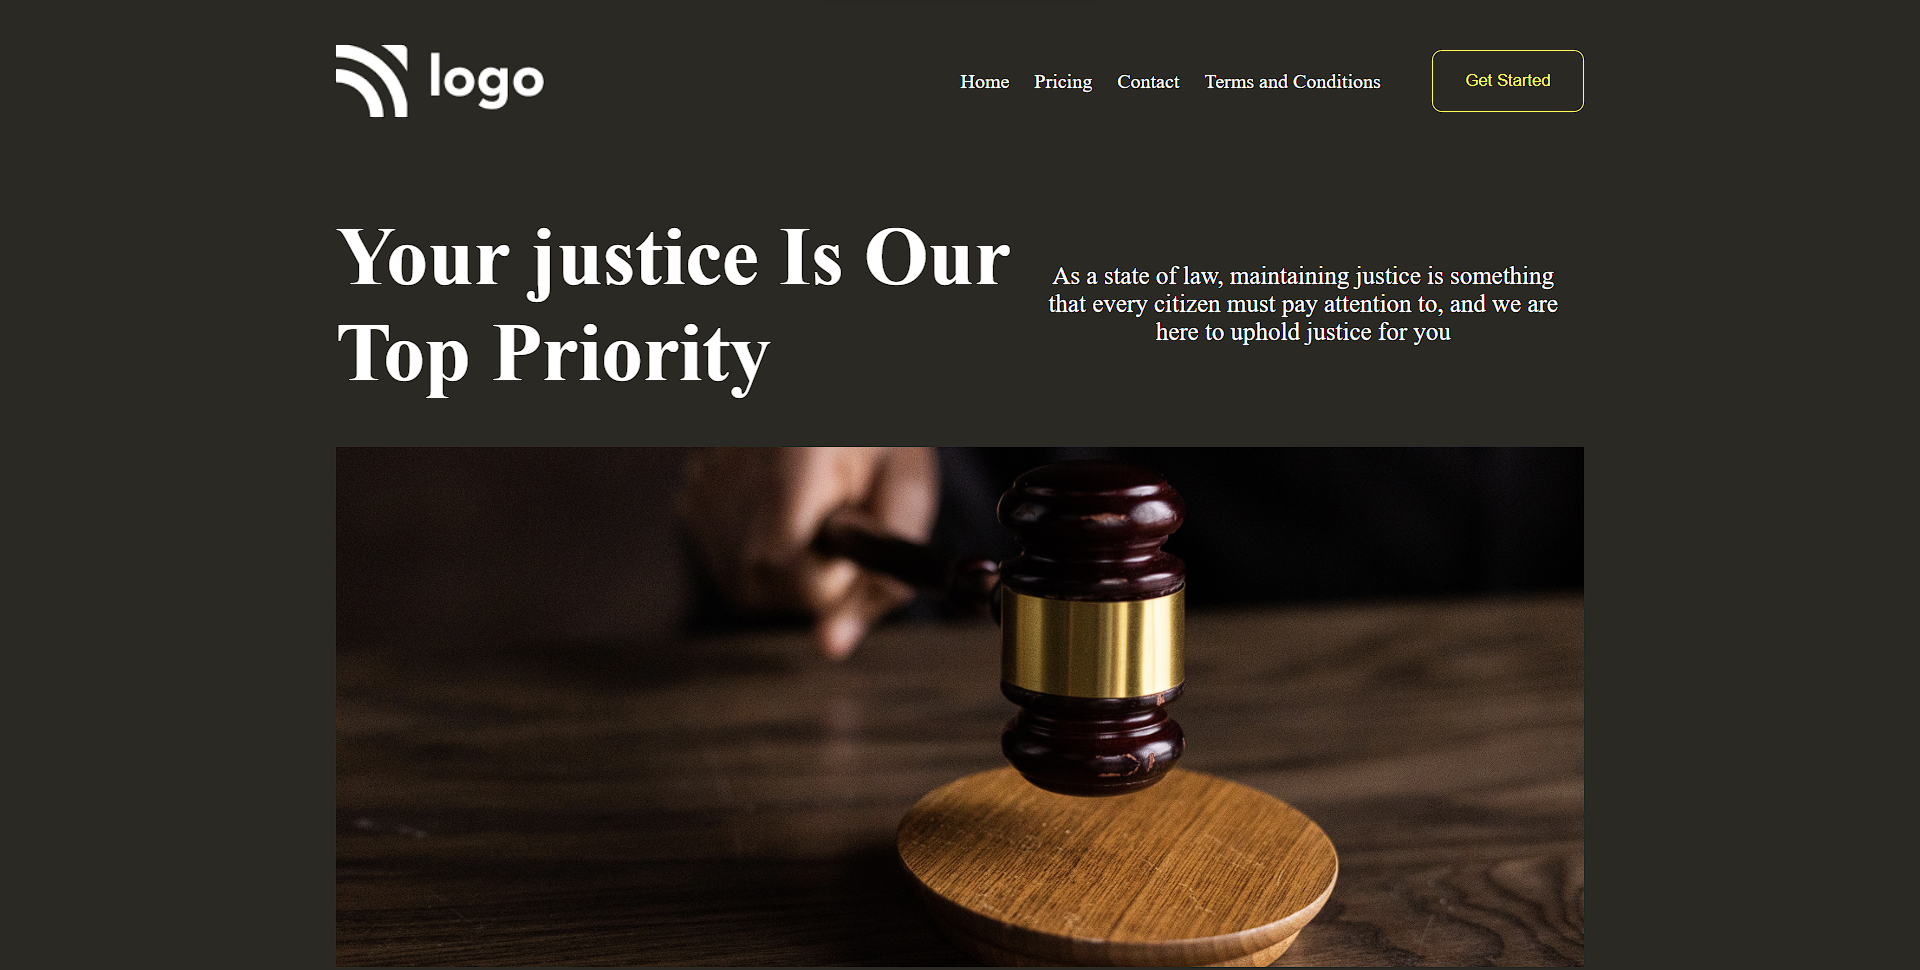 logo
Home Pricing Contact Terms and Conditions Get Started
Your justice Is Our
Top Priority
As a state of law, maintaining justice is something
that every citizen must pay attention to, and we are
here to uphold justice for you